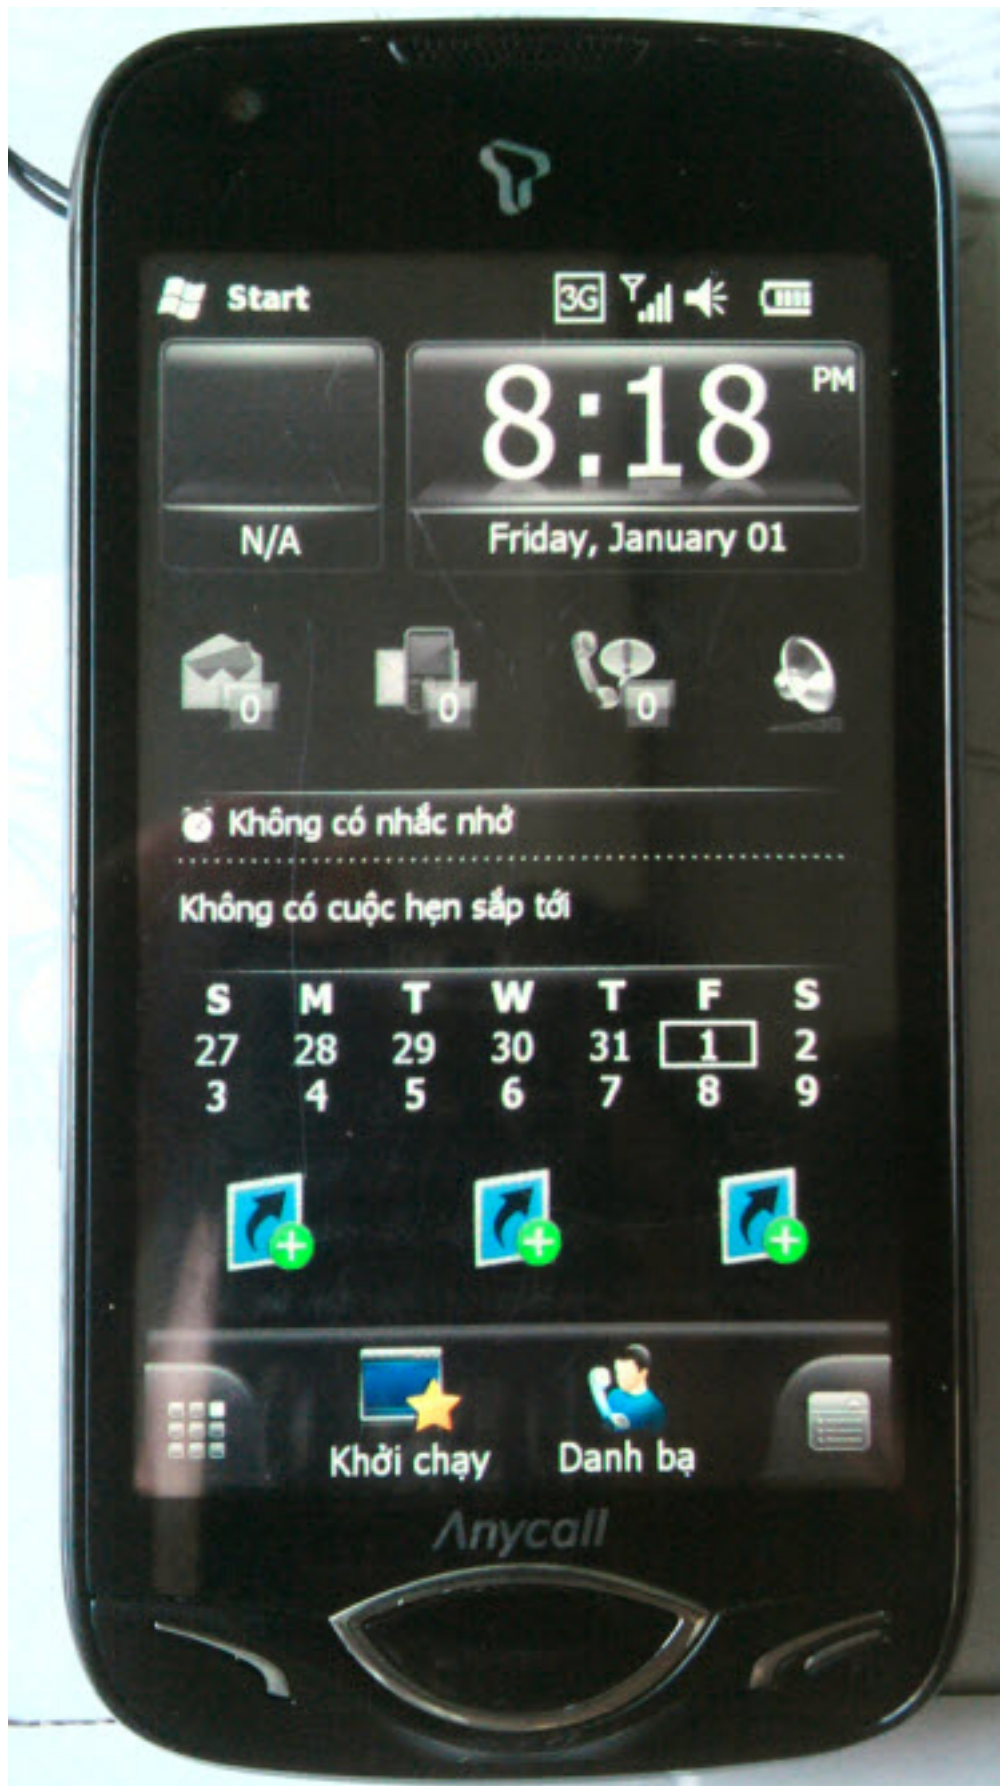 Start 3G
8:18 PM
N/A
Friday, January 01
0 0 0
Không có nhắc nhở
Không có cuộc hẹn sắp tới
S M T W T F S
27 28 29 30 31 1 2
3 4 5 6 7 8 9
Khởi chạy Danh bạ
Anycall